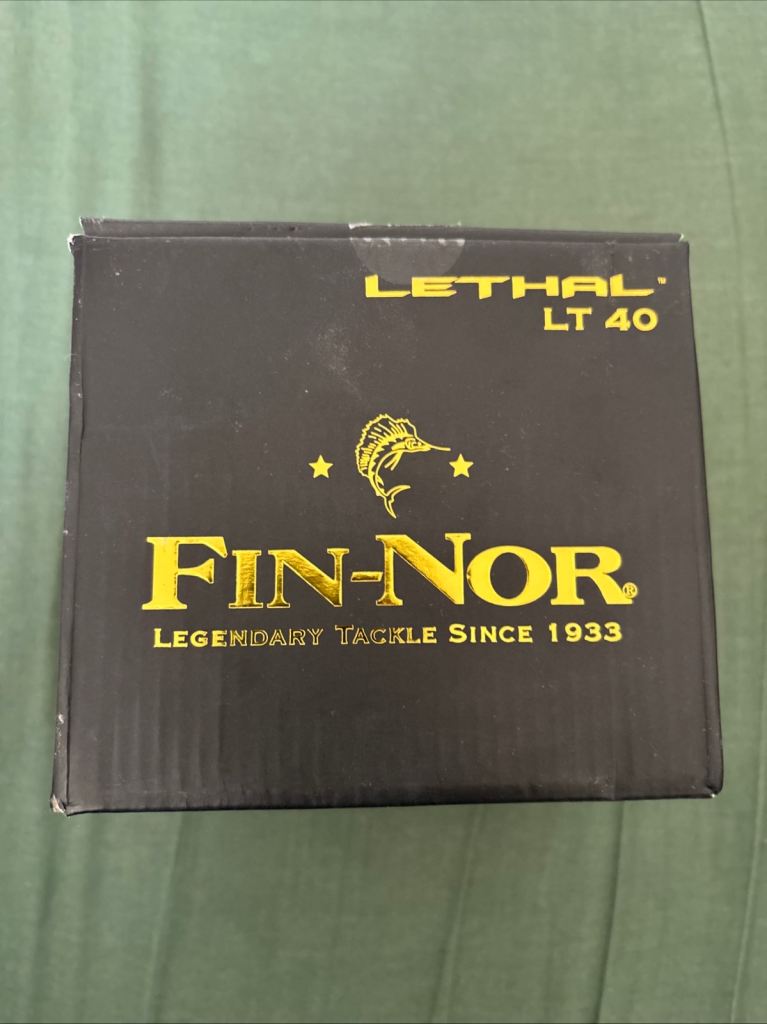 LETHAL™
LT 40
FIN-NOR®
LEGENDARY TACKLE SINCE 1933